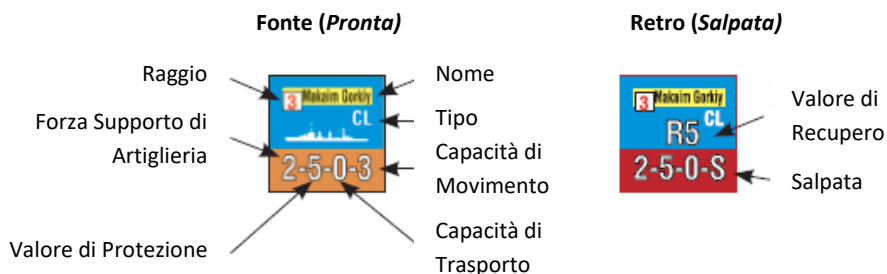 Fonte (Pronta)
Retro (Salpata)
Raggio
Forza Supporto di
Artiglieria
Valore di Protezione
3 Makaim Gorkiy
CL
2-5-0-3
Nome
Tipo
Capacità di
Movimento
Capacità di
Trasporto
3 Makaim Gorkiy
CL
R5
2-5-0-S
Valore di
Recupero
Salpata